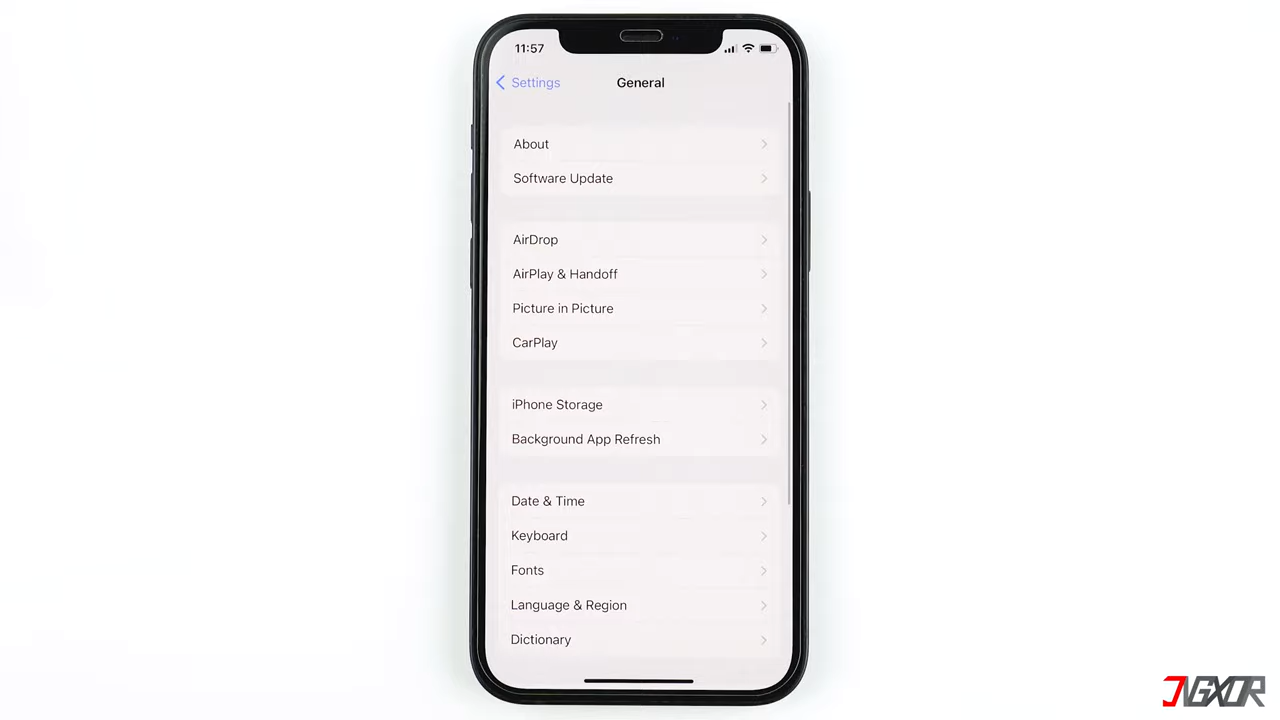 11:57
Settings
General
About
Software Update
AirDrop
AirPlay & Handoff
Picture in Picture
CarPlay
iPhone Storage
Background App Refresh
Date & Time
Keyboard
Fonts
Language & Region
Dictionary